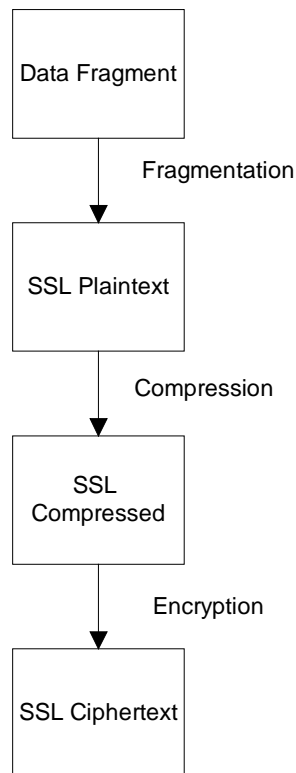 Data Fragment
Fragmentation
SSL Plaintext
Compression
SSL
Compressed
Encryption
SSL Ciphertext